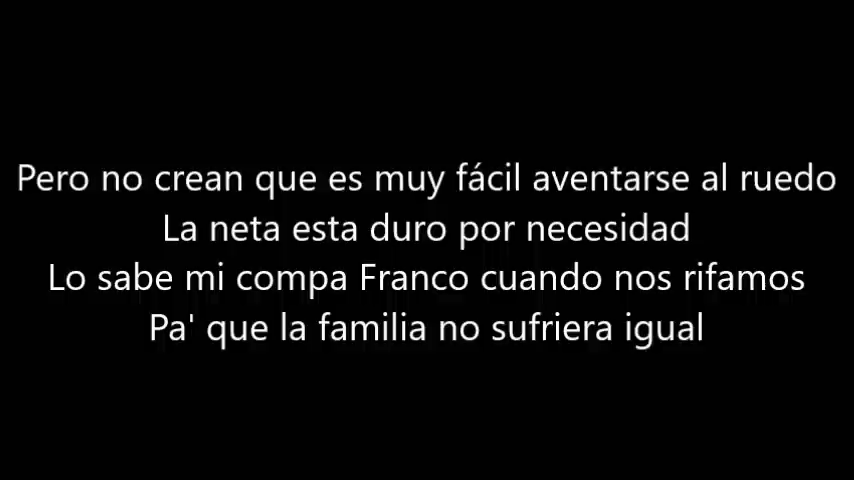 Pero no crean que es muy fácil aventarse al ruedo
La neta esta duro por necesidad
Lo sabe mi compa Franco cuando nos rifamos
Pa' que la familia no sufriera igual